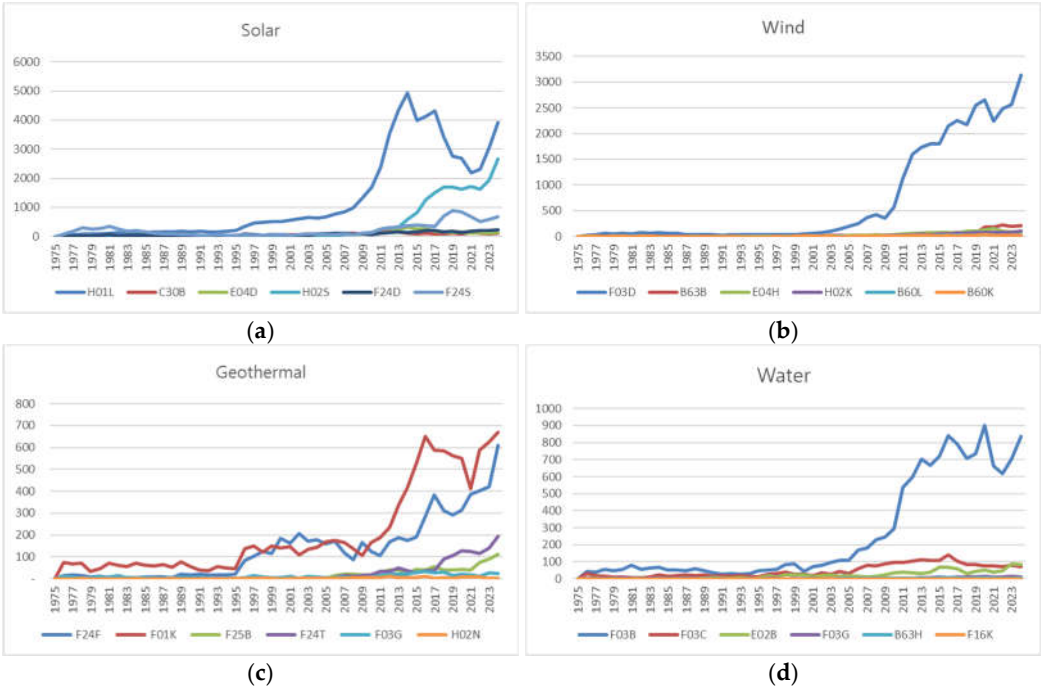 Solar
6000
5000
4000
3000
2000
1000
0
1975 1977 1979 1981 1983 1985 1987 1989 1991 1993 1995 1997 1999 2001 2003 2005 2007 2009 2011 2013 2015 2017 2019 2021 2023
H01L C30B E04D H02S F24D F24S
(a)
Wind
3500
3000
2500
2000
1500
1000
500
0
1975 1977 1979 1981 1983 1985 1987 1989 1991 1993 1995 1997 1999 2001 2003 2005 2007 2009 2011 2013 2015 2017 2019 2021 2023
F03D B63B E04H H02K B60L B60K
(b)
Geothermal
800
700
600
500
400
300
200
100
-
1975 1977 1979 1981 1983 1985 1987 1989 1991 1993 1995 1997 1999 2001 2003 2005 2007 2009 2011 2013 2015 2017 2019 2021 2023
F24F F01K F25B F24T F03G H02N
(c)
Water
1000
900
800
700
600
500
400
300
200
100
0
1975 1977 1979 1981 1983 1985 1987 1989 1991 1993 1995 1997 1999 2001 2003 2005 2007 2009 2011 2013 2015 2017 2019 2021 2023
F03B F03C E02B F03G B63H F16K
(d)